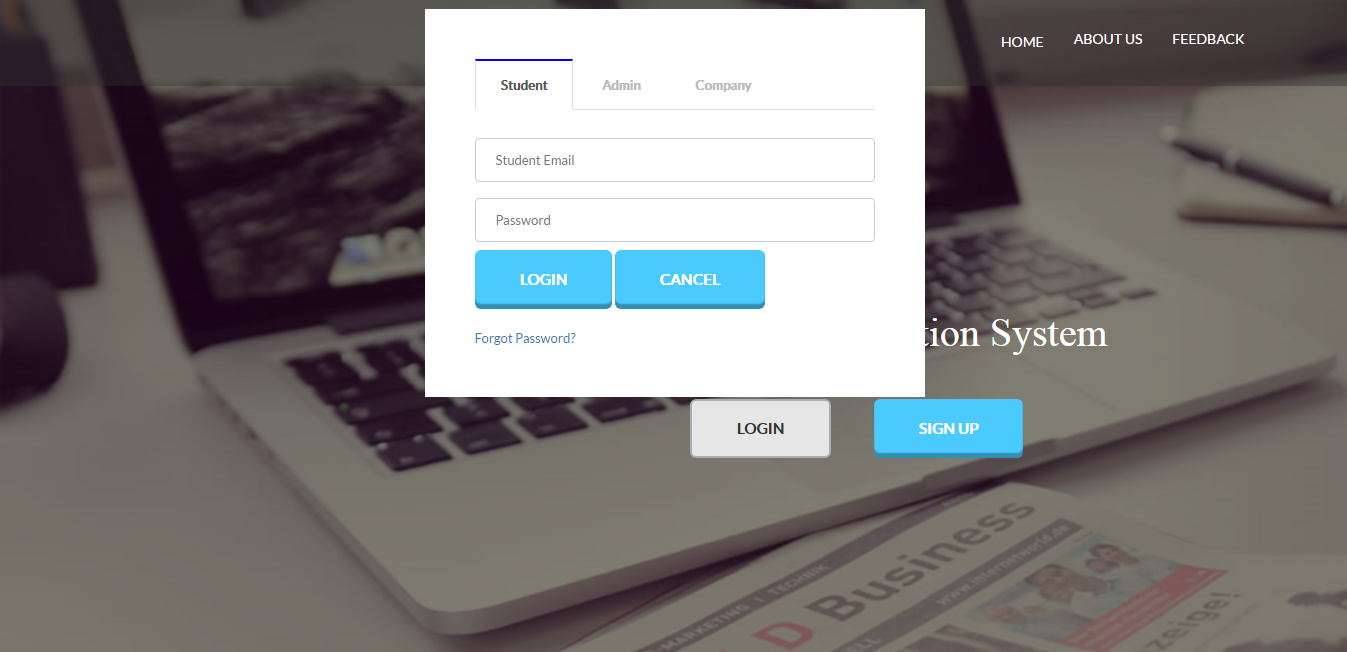 HOME ABOUT US FEEDBACK
Student Admin Company
Student Email
Password
LOGIN CANCEL
Forgot Password?
tion System
LOGIN SIGN UP
D Business
www.internetworld.de
MARKETING | TECHNIK
zeige!